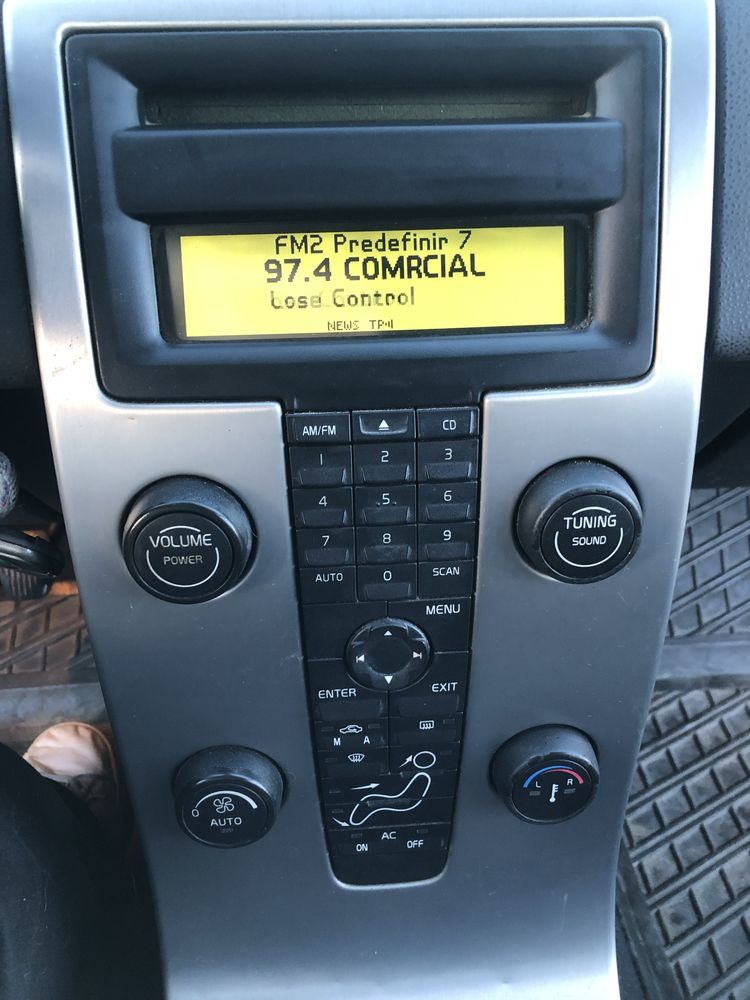 FM2 Predefinir 7
97.4 COMRCIAL
Lose Control
NEWS TP
AM/FM
CD
1 2 3
4 5 6
7 8 9
AUTO 0 SCAN
VOLUME
POWER
TUNING
SOUND
MENU
ENTER
EXIT
M A
0
AUTO
L R
AC
ON OFF